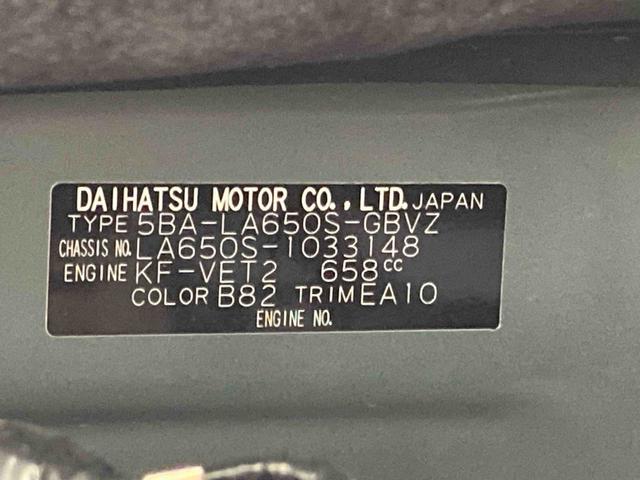 DAIHATSU MOTOR CO., LTD. JAPAN
TYPE 5BA-LA650S-GBVZ
CHASSIS NO. LA650S-1033148
ENGINE KF-VET2 658cc
COLOR B82 TRIM EA10
ENGINE NO.